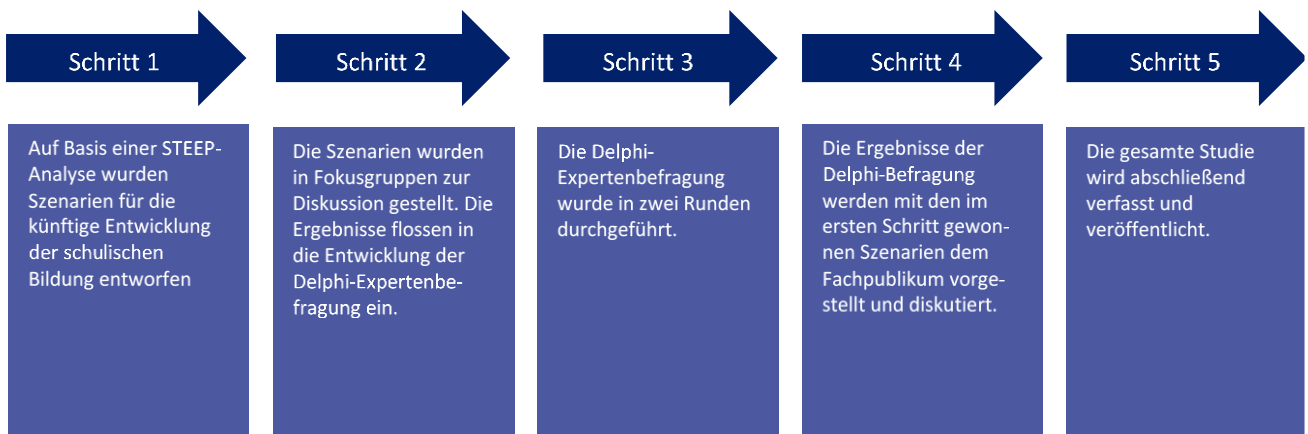 Schritt 1
Auf Basis einer STEEP-
Analyse wurden
Szenarien für die
künftige Entwicklung
der schulischen
Bildung entworfen
Schritt 2
Die Szenarien wurden
in Fokusgruppen zur
Diskussion gestellt. Die
Ergebnisse flossen in
die Entwicklung der
Delphi-Expertenbe-
fragung ein.
Schritt 3
Die Delphi-
Expertenbefragung
wurde in zwei Runden
durchgeführt.
Schritt 4
Die Ergebnisse der
Delphi-Befragung
werden mit den im
ersten Schritt gewon-
nen Szenarien dem
Fachpublikum vorge-
stellt und diskutiert.
Schritt 5
Die gesamte Studie
wird abschließend
verfasst und
veröffentlicht.